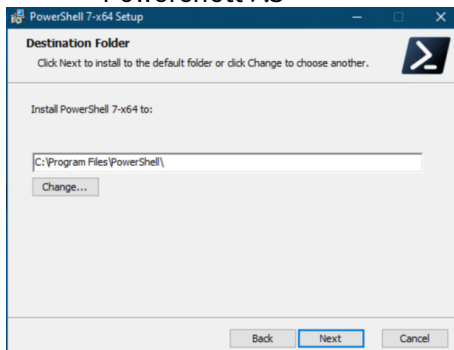 PowerShell 7-x64 Setup
Destination Folder
Click Next to install to the default folder or click Change to choose another.
Install PowerShell 7-x64 to:
C:\Program Files\PowerShell\
Change...
Back Next Cancel